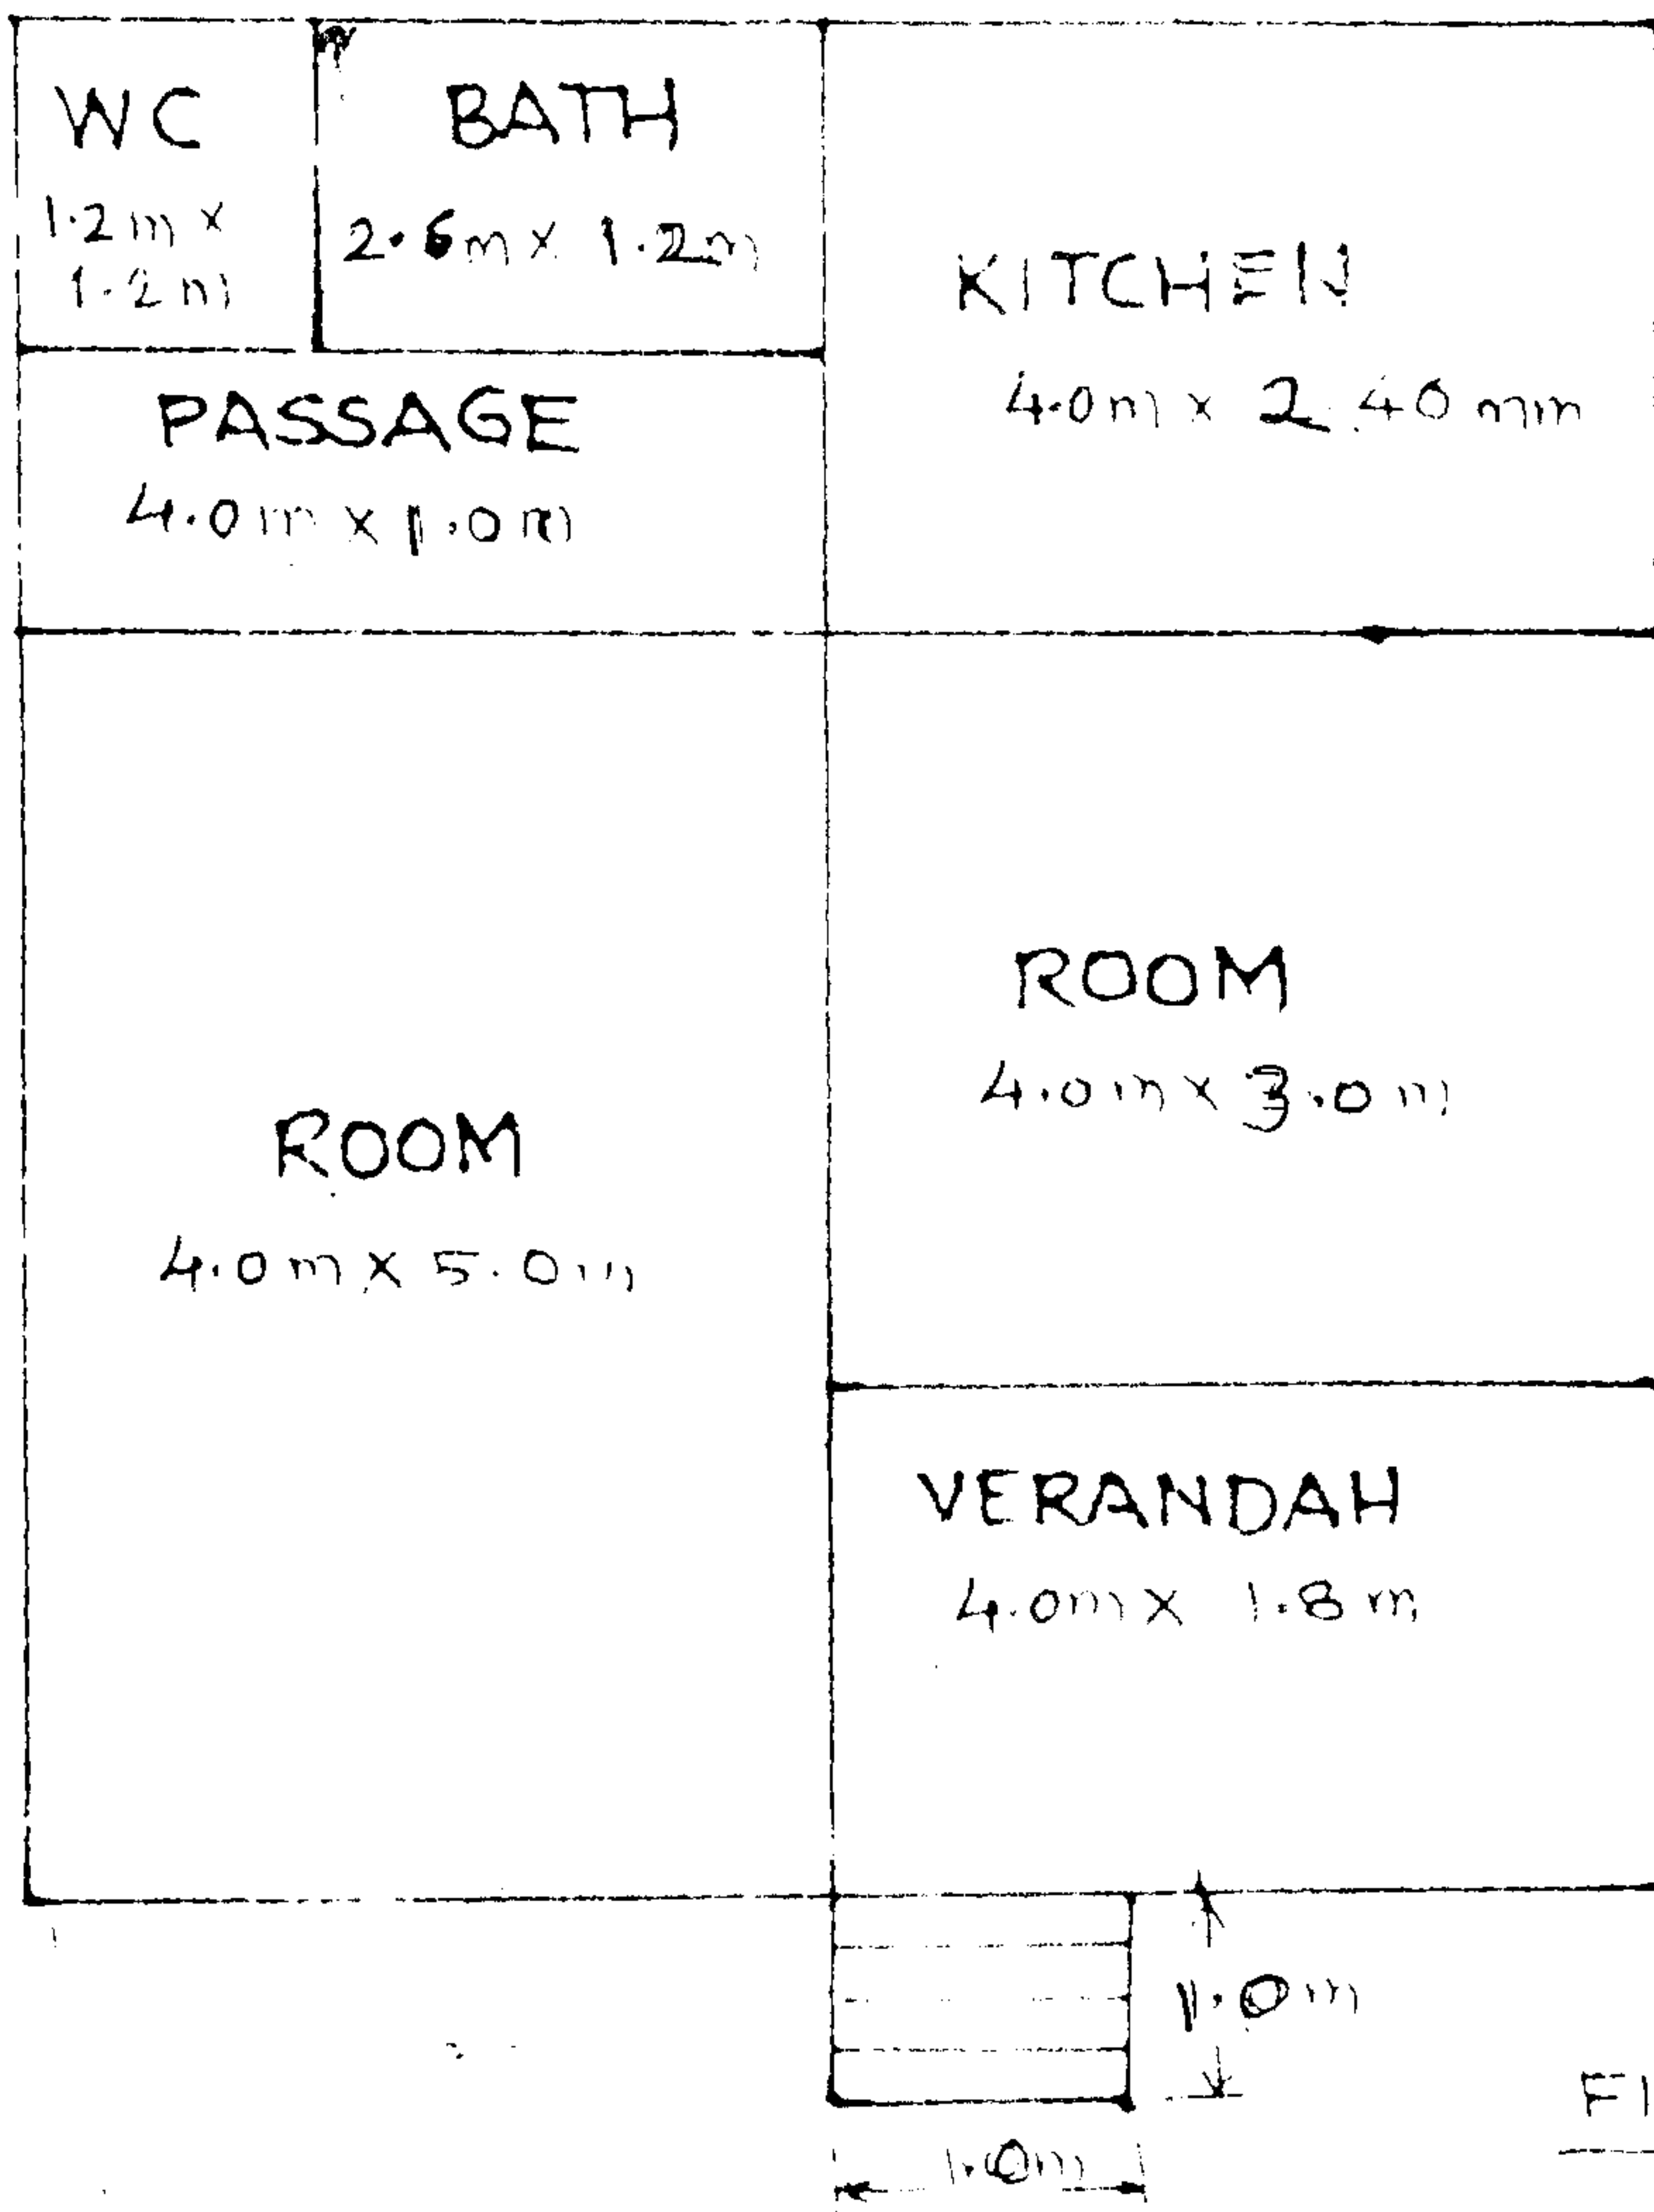 WC
1.2m x
1.2m
BATH
2.6m x 1.2m
KITCHEN
4.0m x 2.40mm
PASSAGE
4.0m x 1.0m
ROOM
4.0m x 3.0m
ROOM
4.0m x 5.0m
VERANDAH
4.0m x 1.8m
1.0m
1.0m
FI